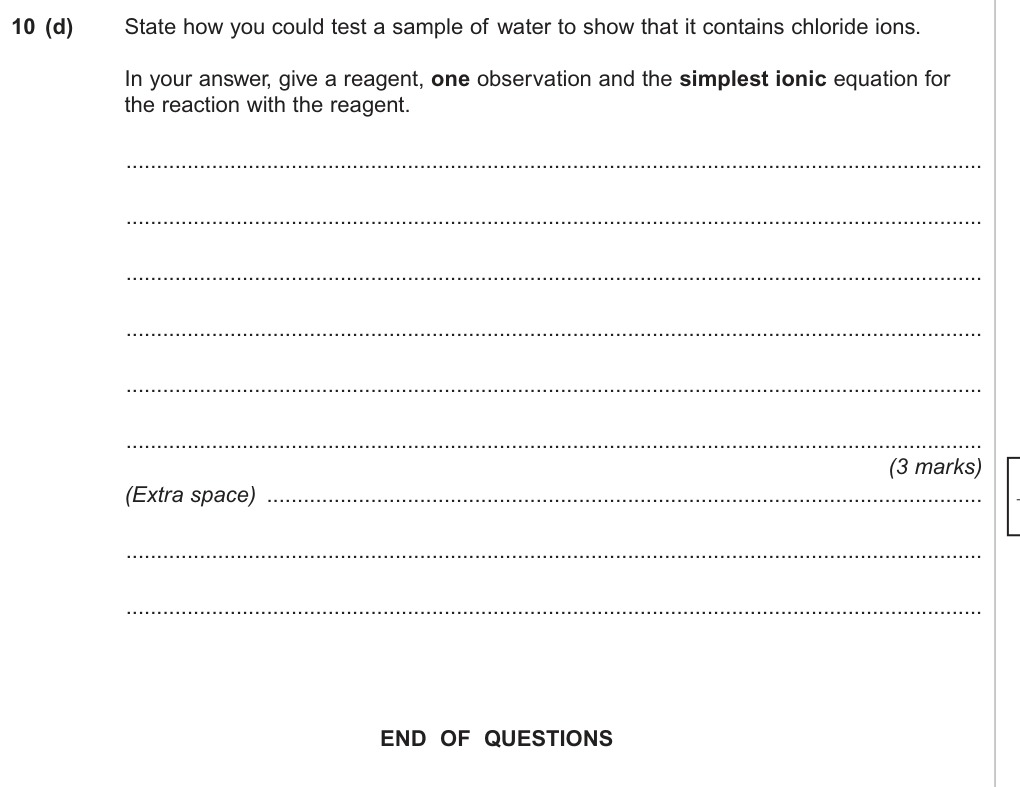 10 (d) State how you could test a sample of water to show that it contains chloride ions.
In your answer, give a reagent, one observation and the simplest ionic equation for
the reaction with the reagent.
(3 marks)
(Extra space)
END OF QUESTIONS